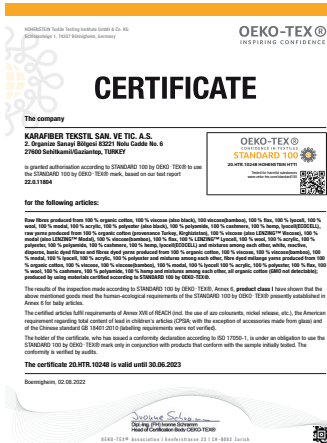 HOHENSTEIN Textile Testing Institute GmbH & Co. KG
Schlosssteige 1, 74357 Bönnigheim, Germany
OEKO-TEX®
INSPIRING CONFIDENCE
CERTIFICATE
The company
KARAFIBER TEKSTIL SAN. VE TIC. A.S.
2. Organize Sanayi Bölgesi 83221 Nolu Cadde No. 6
27600 Sehitkamil/Gaziantep, TURKEY
is granted authorisation according to STANDARD 100 by OEKO-TEX® to use
the STANDARD 100 by OEKO-TEX® mark, based on our test report
22.0.11804
OEKO-TEX®
CONFIDENCE IN TEXTILES
STANDARD 100
20.HTR.10248 HOHENSTEIN HTTI
Tested for harmful substances
www.oeko-tex.com/standard100
for the following articles:
Raw fibres produced from 100 % organic cotton, 100 % viscose (also black), 100 viscose(bamboo), 100 % flax, 100 % lyocell, 100 %
wool, 100 % modal, 100 % acrylic, 100 % polyester (also black), 100 % polyamide, 100 % cashmere, 100 % hemp, lyocell(ECOCELL),
raw yarns produced from 100 % organic cotton (provenance Turkey, Kirghistan), 100 % viscose (also LENZING™ Viscose), 100 %
modal (also LENZING™ Modal), 100 % viscose(bamboo), 100 % flax, 100 % LENZING™ Lyocell, 100 % wool, 100 % acrylic, 100 %
polyester, 100 % polyamide, 100 % cashmere, 100 % hemp, lyocell(ECOCELL) and mixtures among each other, white, reactive,
disperse, basic dyed fibres and fibre dyed yarns produced from 100 % organic cotton, 100 % viscose, 100 % viscose(bamboo), 100
% modal, 100 % lyocell, 100 % acrylic, 100 % polyester and mixtures among each other, fibre dyed melange yarns produced from 100
% organic cotton, 100 % viscose, 100 % viscose(bamboo), 100 % modal, 100 % lyocell, 100 % acrylic, 100 % polyester, 100 % flax, 100
% wool, 100 % cashmere, 100 % polyamide, 100 % hemp and mixtures among each other, all organic cotton (GMO not detectable);
produced by using materials certified according to STANDARD 100 by OEKO-TEX®.
The results of the inspection made according to STANDARD 100 by OEKO-TEX®, Annex 6, product class I have shown that the
above mentioned goods meet the human-ecological requirements of the STANDARD 100 by OEKO-TEX® presently established in
Annex 6 for baby articles.
The certified articles fulfil requirements of Annex XVII of REACH (incl. the use of azo colourants, nickel release, etc.), the American
requirement regarding total content of lead in children's articles (CPSIA; with the exception of accessories made from glass) and
of the Chinese standard GB 18401:2010 (labelling requirements were not verified).
The holder of the certificate, who has issued a conformity declaration according to ISO 17050-1, is under an obligation to use the
STANDARD 100 by OEKO-TEX® mark only in conjunction with products that conform with the sample initially tested. The
conformity is verified by audits.
The certificate 20.HTR.10248 is valid until 30.06.2023
Boennigheim, 02.08.2022
Dipl.-Ing. (FH) Ivonne Schramm
Head of Certification Body OEKO-TEX®
OEKO-TEX® Association | Genferstrasse 23 | CH-8002 Zurich